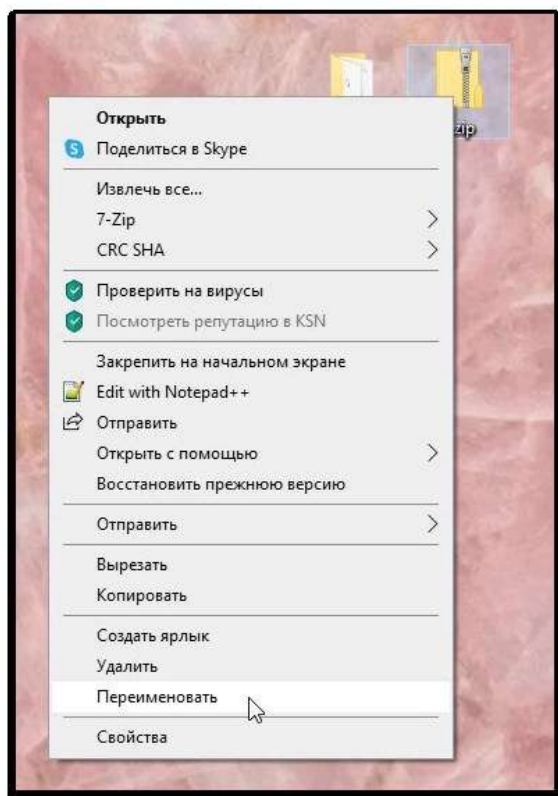 zip
Открыть
Поделиться в Skype
Извлечь все...
7-Zip
CRC SHA
Проверить на вирусы
Посмотреть репутацию в KSN
Закрепить на начальном экране
Edit with Notepad++
Отправить
Открыть с помощью
Восстановить прежнюю версию
Отправить
Вырезать
Копировать
Создать ярлык
Удалить
Переименовать
Свойства